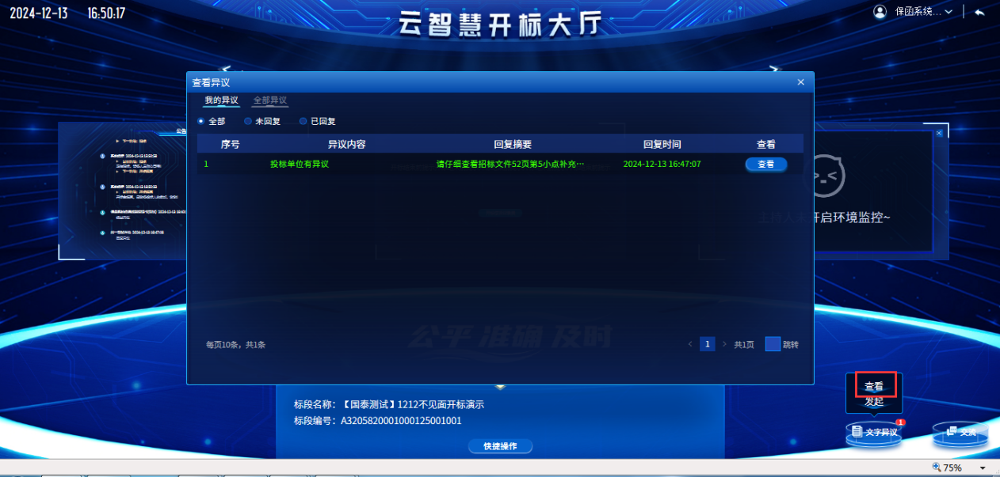 2024-12-13 16:50:17
云智慧开标大厅
保函系统...
查看异议
我的异议 全部异议
全部 未回复 已回复
序号 异议内容 回复摘要 回复时间 查看
1 投标单位有异议 请仔细查看招标文件52页第5小点补充… 2024-12-13 16:47:07 查看
开启环境监控~
公平 准确 及时
每页10条，共1条
1 共1页 跳转
查看
发起
标段名称：【国泰测试】1212不见面开标演示
标段编号：A3205820001000125001001
文字异议 1
交流
快捷操作
75%